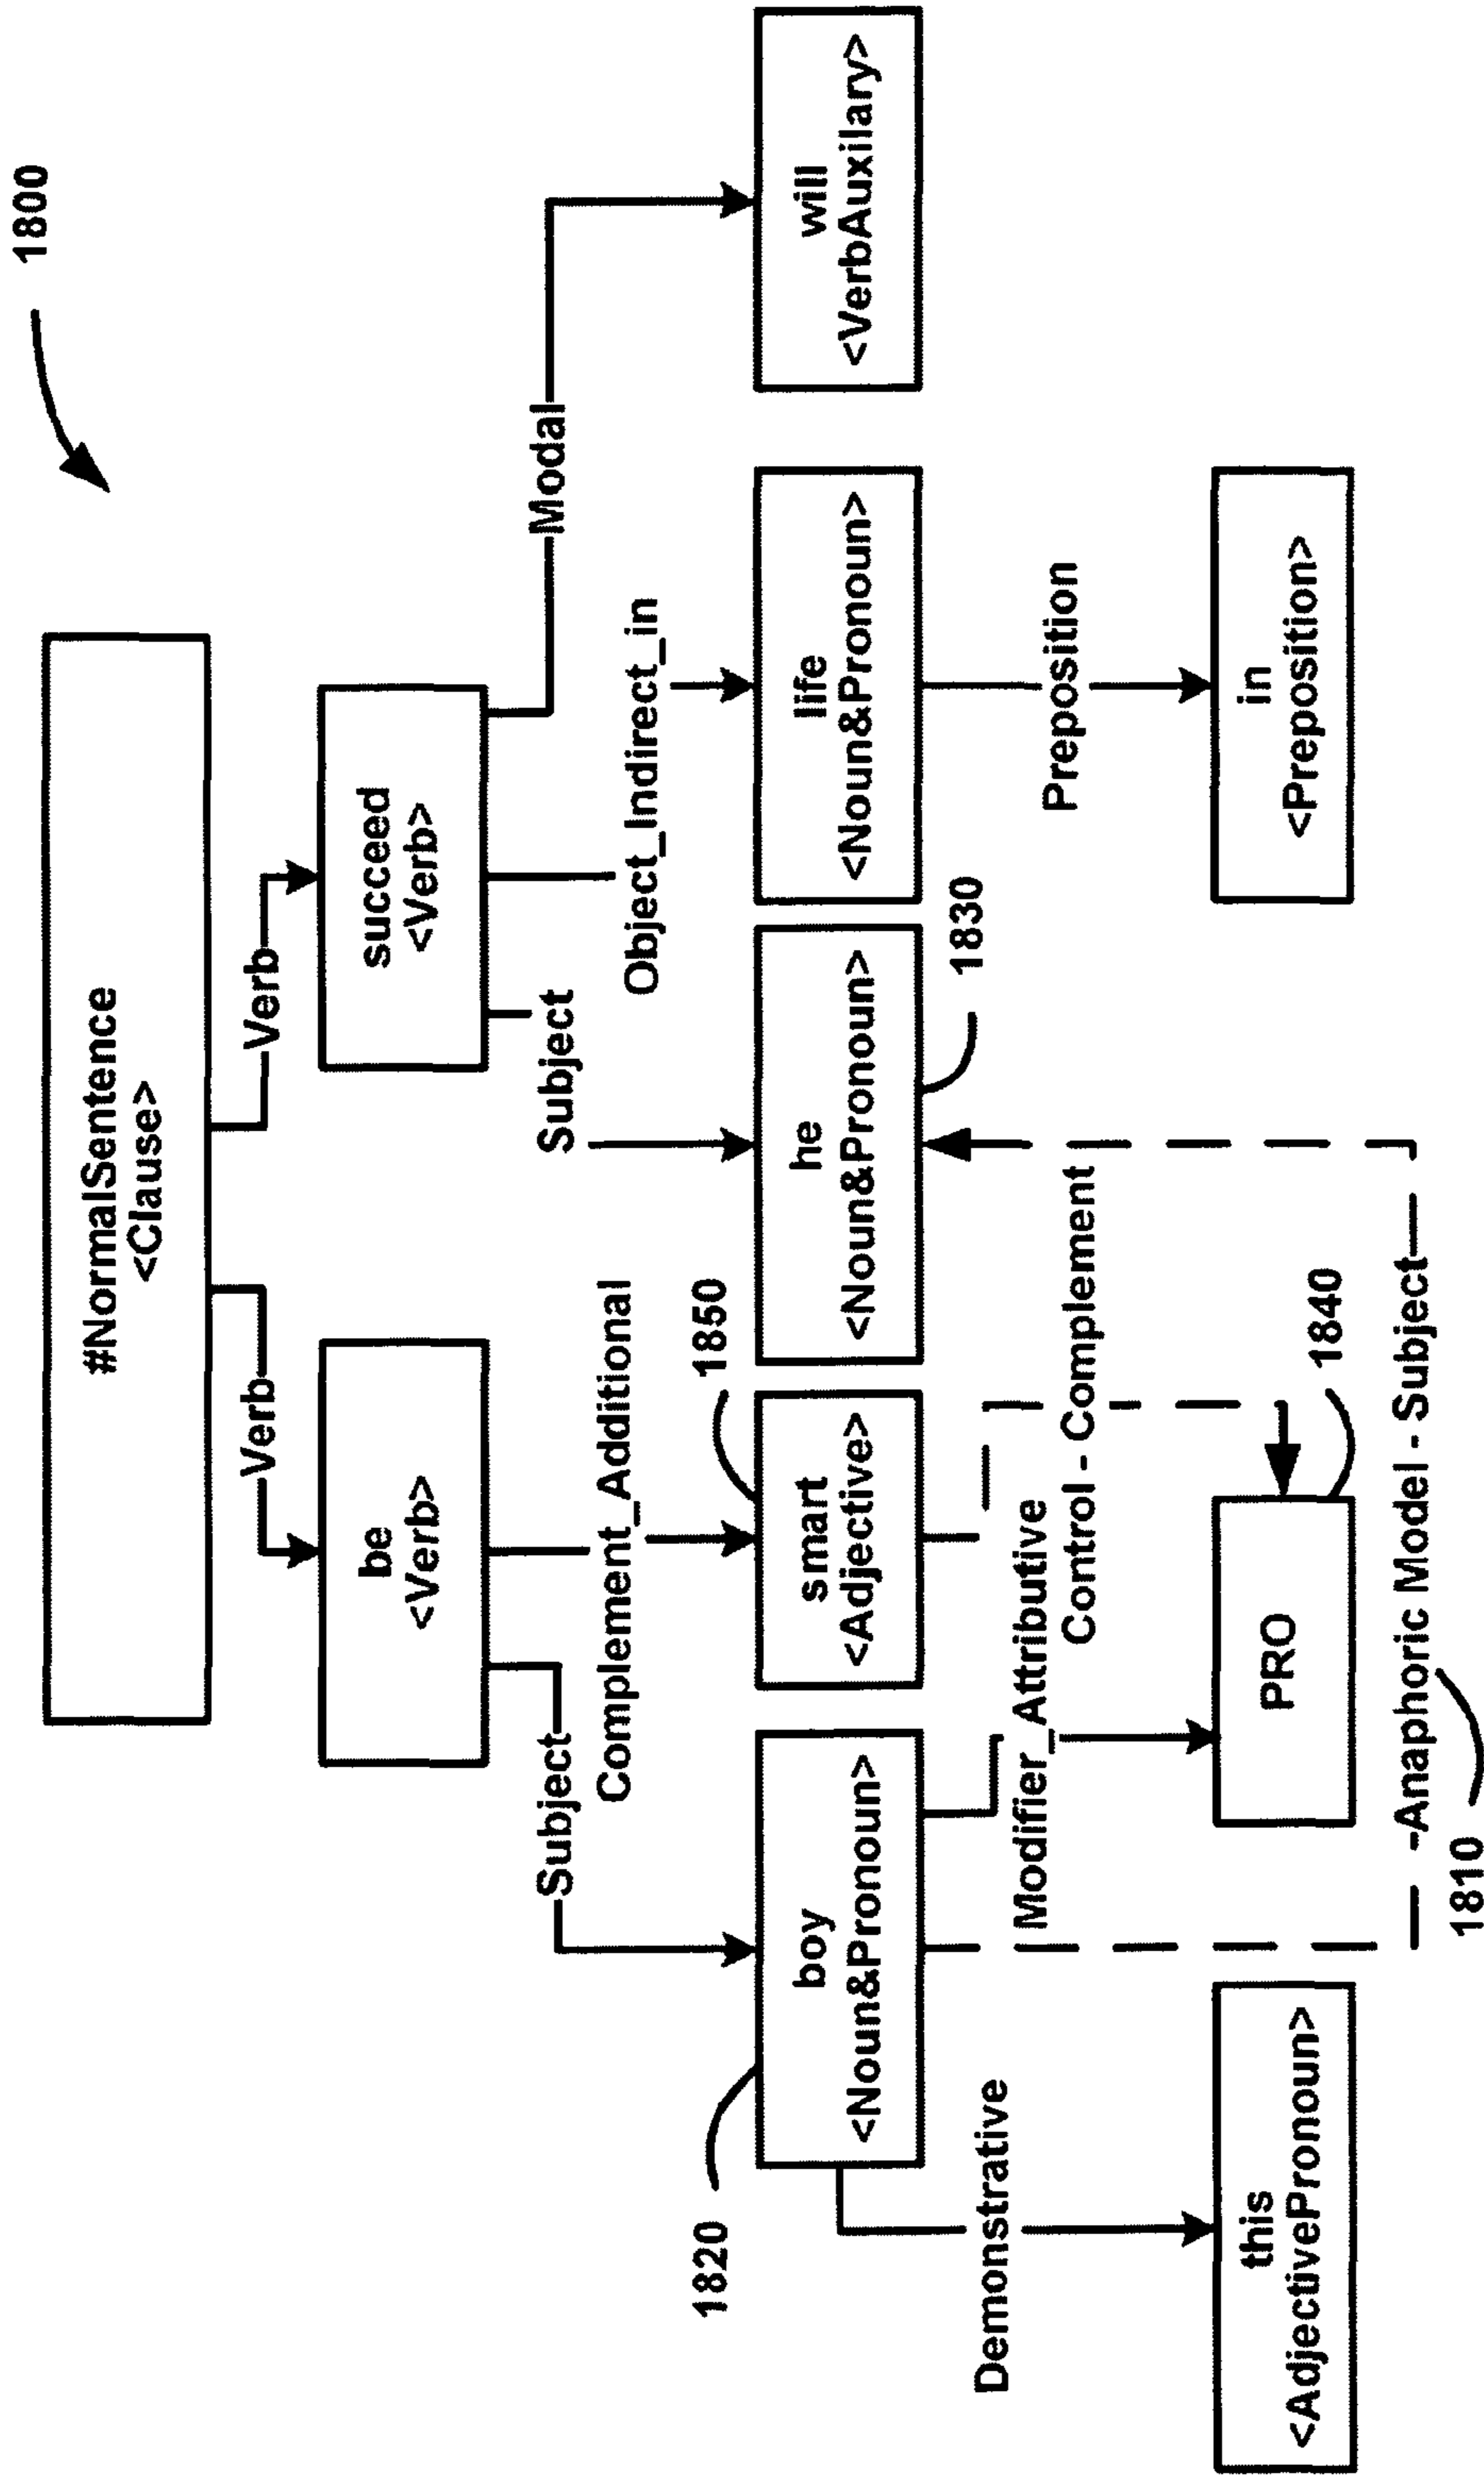 1800
#NormalSentence
<Clause>
Verb
Verb
be
<Verb>
succeed
<Verb>
Subject
Complement_Additional
Subject
Object_Indirect_in
Modal
1820
1850
boy
<Noun&Pronoun>
smart
<Adjective>
he
<Noun&Pronoun>
life
<Noun&Pronoun>
will
<VerbAuxilary>
1830
Demonstrative
Modifier_Attributive
Control - Complement
Preposition
1840
this
<AdjectivePronoun>
PRO
in
<Preposition>
Anaphoric Model - Subject
1810